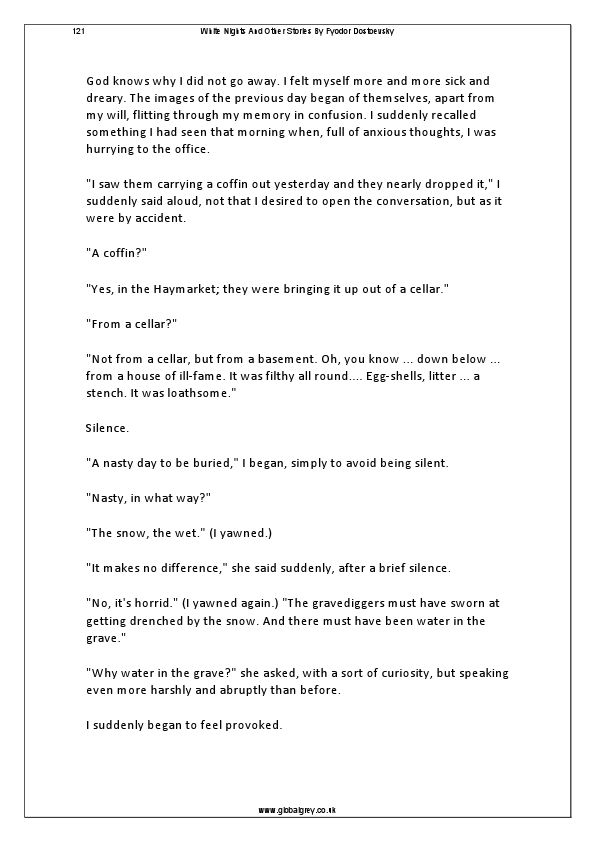 121 White Nights And Other Stories By Fyodor Dostoevsky
God knows why I did not go away. I felt myself more and more sick and
dreary. The images of the previous day began of themselves, apart from
my will, flitting through my memory in confusion. I suddenly recalled
something I had seen that morning when, full of anxious thoughts, I was
hurrying to the office.
"I saw them carrying a coffin out yesterday and they nearly dropped it," I
suddenly said aloud, not that I desired to open the conversation, but as it
were by accident.
"A coffin?"
"Yes, in the Haymarket; they were bringing it up out of a cellar."
"From a cellar?"
"Not from a cellar, but from a basement. Oh, you know ... down below ...
from a house of ill-fame. It was filthy all round.... Egg-shells, litter ... a
stench. It was loathsome."
Silence.
"A nasty day to be buried," I began, simply to avoid being silent.
"Nasty, in what way?"
"The snow, the wet." (I yawned.)
"It makes no difference," she said suddenly, after a brief silence.
"No, it's horrid." (I yawned again.) "The gravediggers must have sworn at
getting drenched by the snow. And there must have been water in the
grave."
"Why water in the grave?" she asked, with a sort of curiosity, but speaking
even more harshly and abruptly than before.
I suddenly began to feel provoked.
www.globalgrey.co.uk